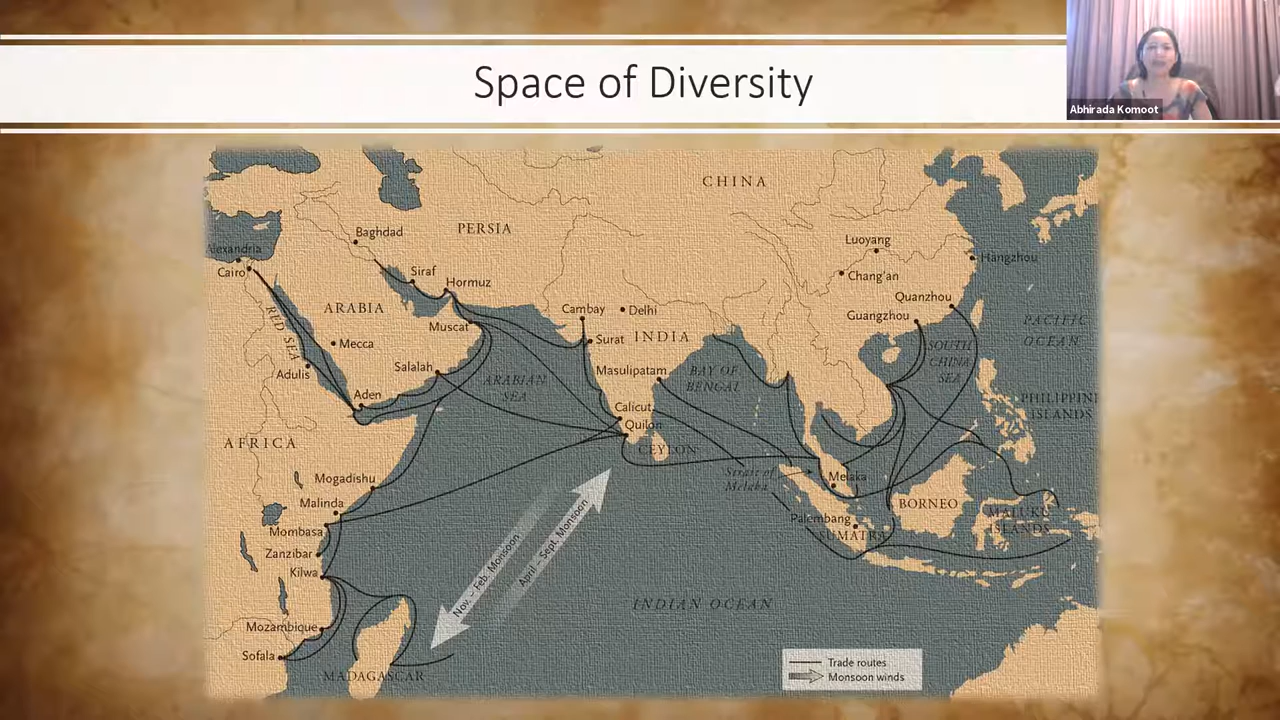 Space of Diversity
Abhirada Komoot
CHINA
Baghdad
PERSIA
Luoyang
Alexandria
Hangzhou
Cairo
Siraf
Chang'an
Hormuz
Quanzhou
ARABIA
Cambay
Delhi
Guangzhou
RED SEA
Muscat
INDIA
PACIFIC
OCEAN
Mecca
Surat
SOUTH
CHINA
SEA
Adulis
Salalah
ARABIAN
SEA
Masulipatam
BAY OF
BENGAL
Aden
PHILIPPINE
ISLANDS
Calicut
Quilon
AFRICA
CEYLON
Mogadishu
Strait of
Melaka
Melaka
Malinda
BORNEO
MALUKU
ISLANDS
Mombasa
Palembang
SUMATRA
Zanzibar
Nov. – Feb. Monsoon
April – Sept. Monsoon
Kilwa
INDIAN OCEAN
Mozambique
Sofala
MADAGASCAR
Trade routes
Monsoon winds